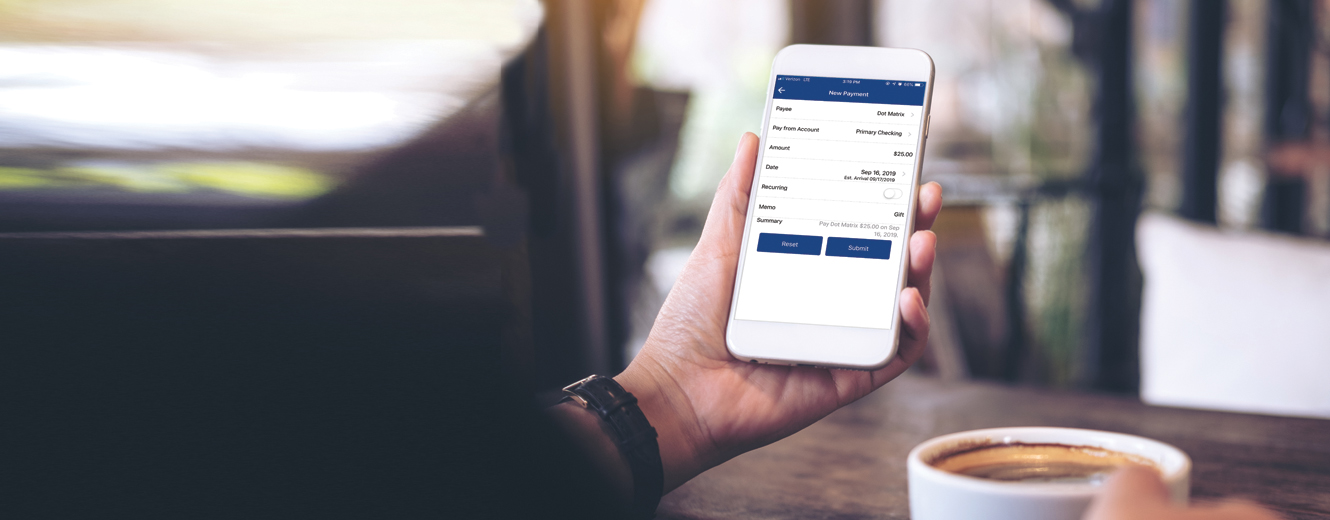 Verizon LTE 3:15 PM 86%
New Payment
Payee Dot Matrix
Pay from Account Primary Checking
Amount $25.00
Date Sep 16, 2019
Est. Arrival 09/17/2019
Recurring
Memo Gift
Summary Pay Dot Matrix $25.00 on Sep
16, 2019.
Reset Submit